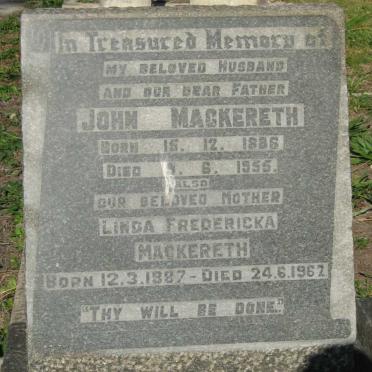 In Treasured Memory of
MY BELOVED HUSBAND
AND OUR DEAR FATHER
JOHN MACKERETH
BORN 15. 12. 1886
DIED 4. 6. 1955.
ALSO
OUR BELOVED MOTHER
LINDA FREDERICKA
MACKERETH
BORN 12.3.1887 - DIED 24.6.1967
"THY WILL BE DONE."